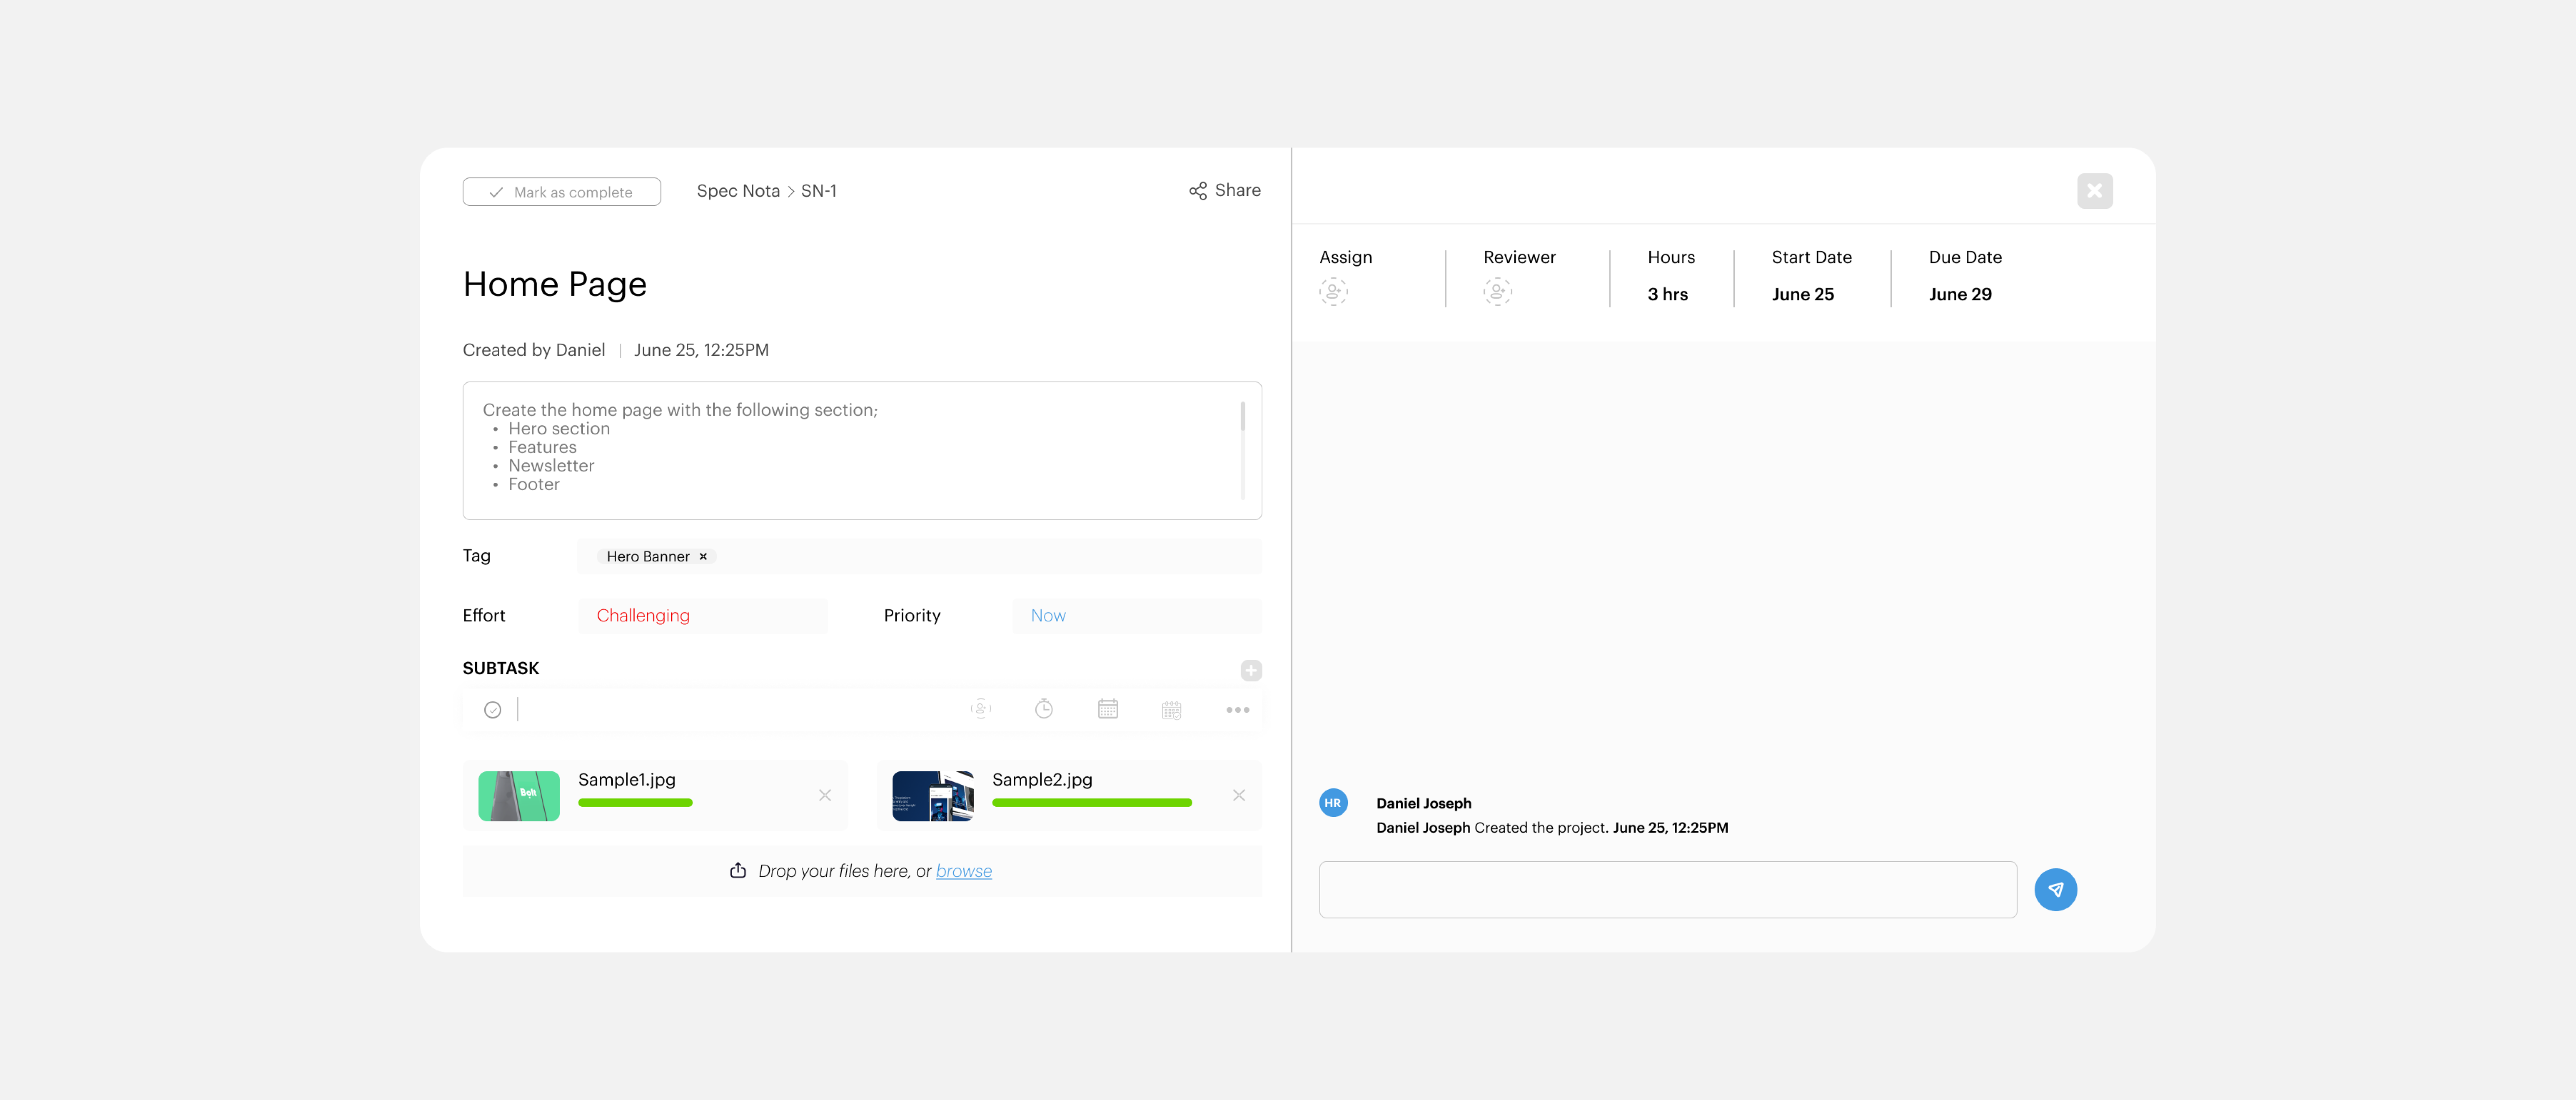 Mark as complete
Spec Nota > SN-1
Share
Home Page
Created by Daniel | June 25, 12:25PM
Create the home page with the following section;
• Hero section
• Features
• Newsletter
• Footer
Tag
Hero Banner ×
Effort
Challenging
Priority
Now
SUBTASK
Bolt
Sample1.jpg
Sample2.jpg
Drop your files here, or browse
Assign
Reviewer
Hours
3 hrs
Start Date
June 25
Due Date
June 29
HR
Daniel Joseph
Daniel Joseph Created the project. June 25, 12:25PM